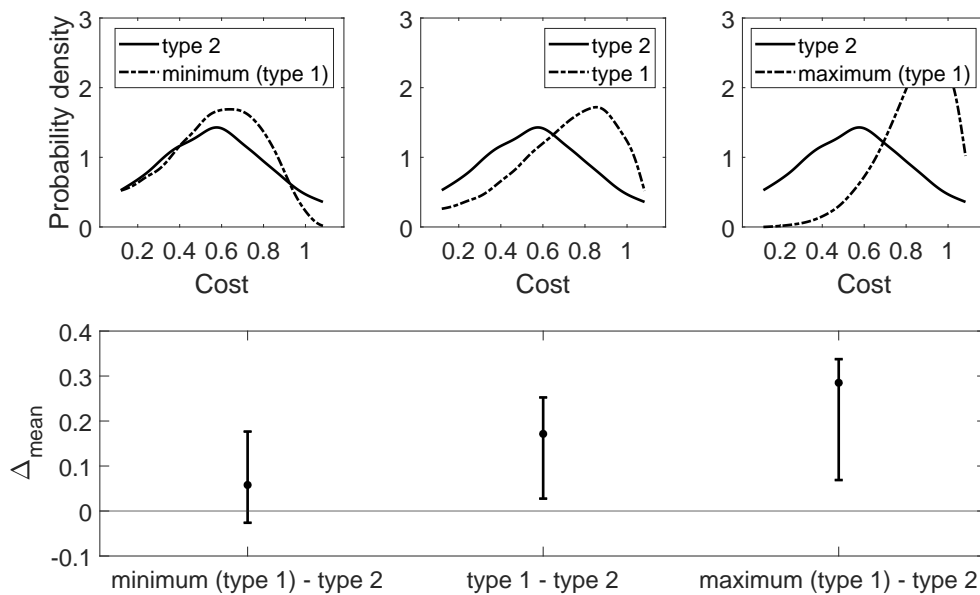 Probability density
3
2
1
0
type 2
minimum (type 1)
0.2 0.4 0.6 0.8 1
Cost
3
2
1
0
type 2
type 1
0.2 0.4 0.6 0.8 1
Cost
3
2
1
0
type 2
maximum (type 1)
0.2 0.4 0.6 0.8 1
Cost
Δmean
0.4
0.3
0.2
0.1
0
-0.1
minimum (type 1) - type 2
type 1 - type 2
maximum (type 1) - type 2